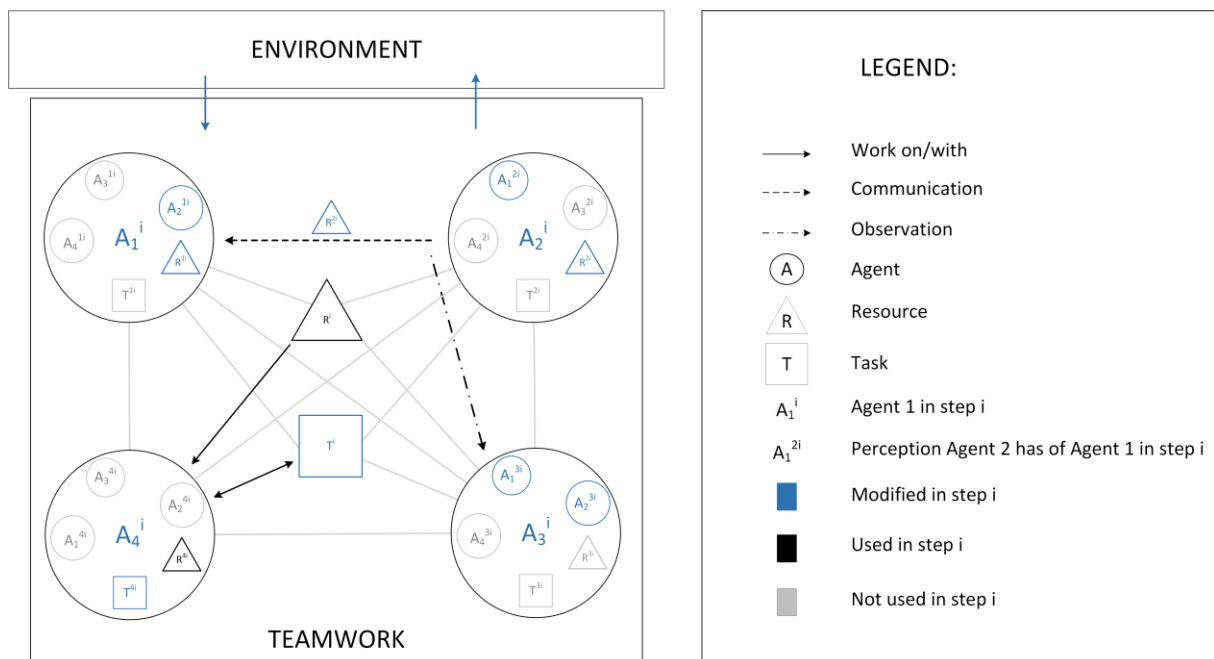 ENVIRONMENT
A₃¹ⁱ
A₂¹ⁱ
A₄¹ⁱ
A₁ⁱ
R¹ⁱ
T¹ⁱ
R²ⁱ
A₁²ⁱ
A₃²ⁱ
A₄²ⁱ
A₂ⁱ
R²ⁱ
T²ⁱ
Rⁱ
Tⁱ
A₃⁴ⁱ
A₂⁴ⁱ
A₁⁴ⁱ
A₄ⁱ
R⁴ⁱ
T⁴ⁱ
A₁³ⁱ
A₂³ⁱ
A₄³ⁱ
A₃ⁱ
R³ⁱ
T³ⁱ
TEAMWORK
LEGEND:
Work on/with
Communication
Observation
A Agent
R Resource
T Task
A₁ⁱ Agent 1 in step i
A₁²ⁱ Perception Agent 2 has of Agent 1 in step i
Modified in step i
Used in step i
Not used in step i